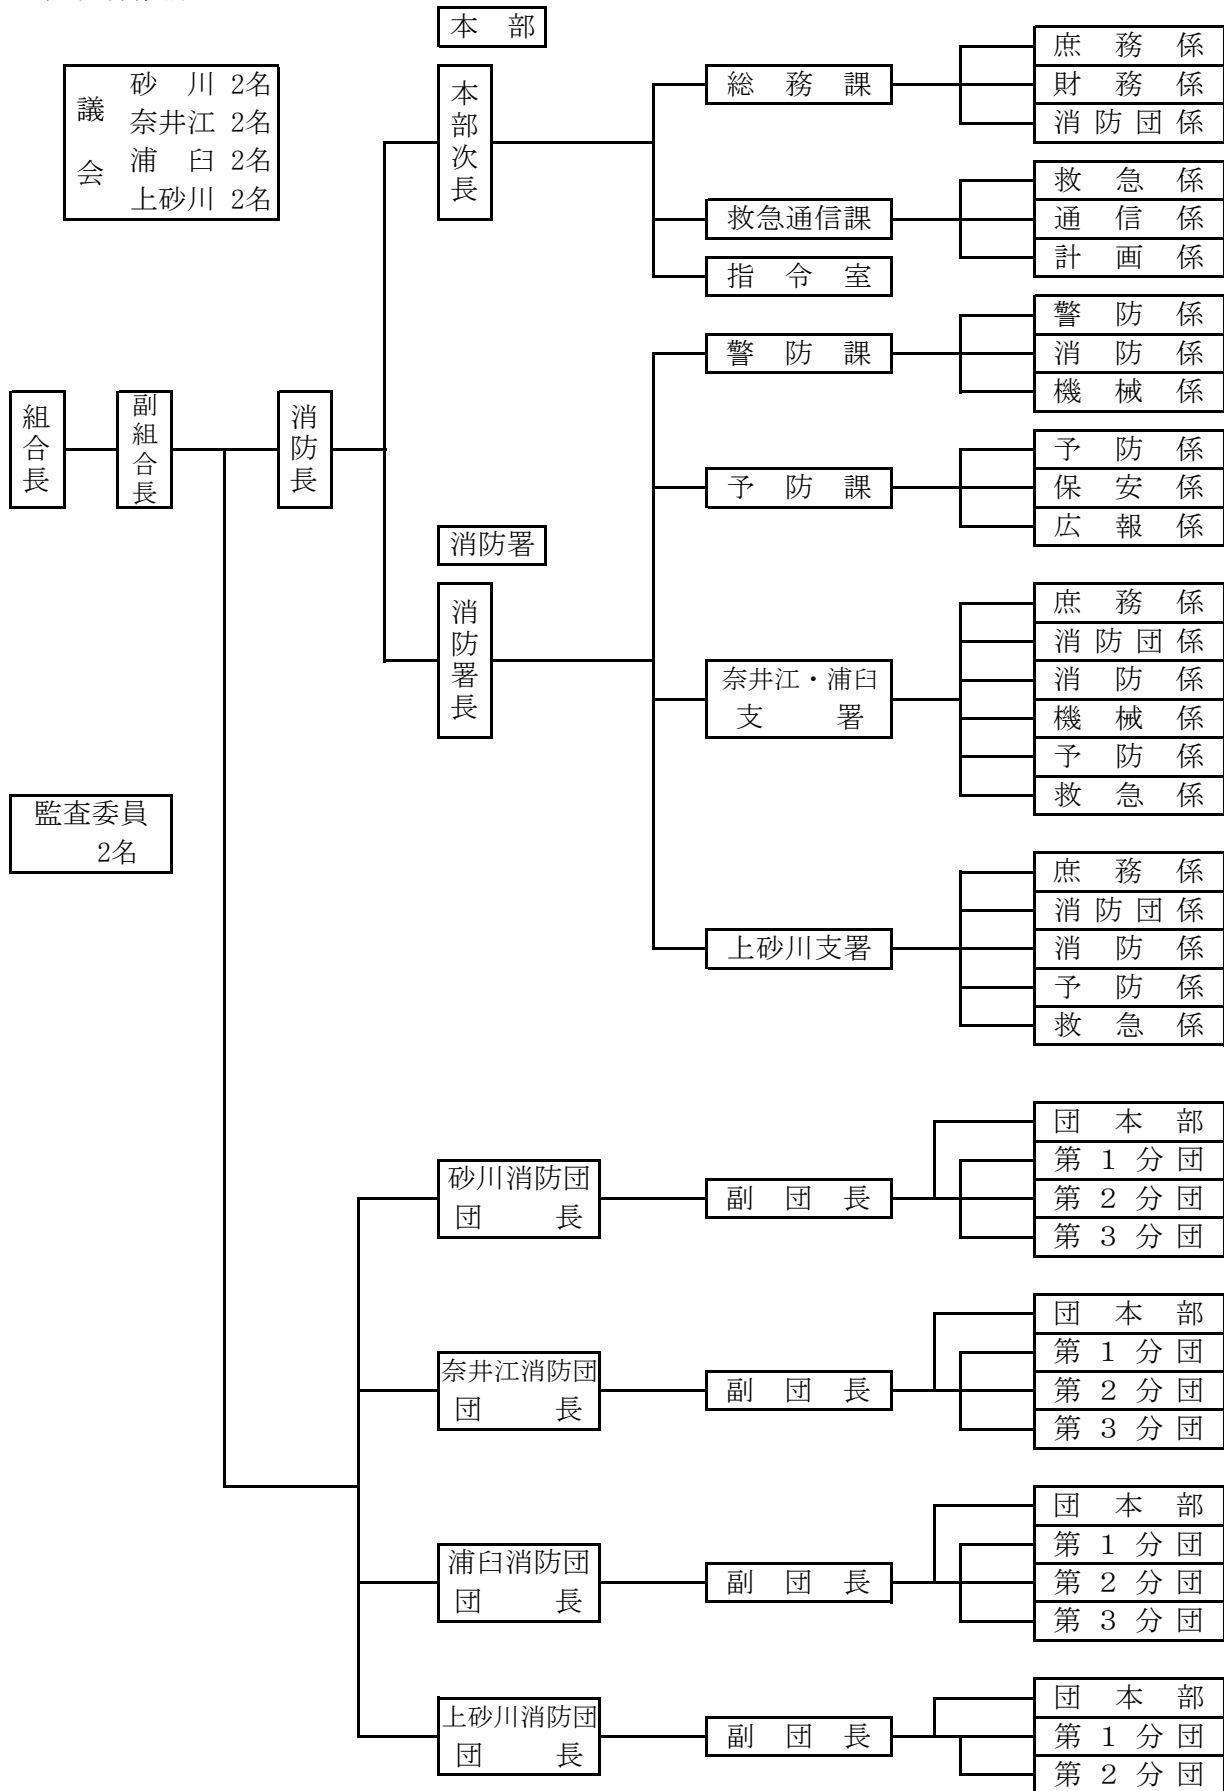 本部
議会
砂川 2名
奈井江 2名
浦臼 2名
上砂川 2名
本部次長
総務課
庶務係
財務係
消防団係
救急通信課
救急係
通信係
計画係
指令室
組合長
副組合長
消防長
消防署
消防署長
警防課
警防係
消防係
機械係
予防課
予防係
保安係
広報係
奈井江・浦臼
支署
庶務係
消防団係
消防係
機械係
予防係
救急係
監査委員
2名
上砂川支署
庶務係
消防団係
消防係
予防係
救急係
砂川消防団
団長
副団長
団本部
第1分団
第2分団
第3分団
奈井江消防団
団長
副団長
団本部
第1分団
第2分団
第3分団
浦臼消防団
団長
副団長
団本部
第1分団
第2分団
第3分団
上砂川消防団
団長
副団長
団本部
第1分団
第2分団